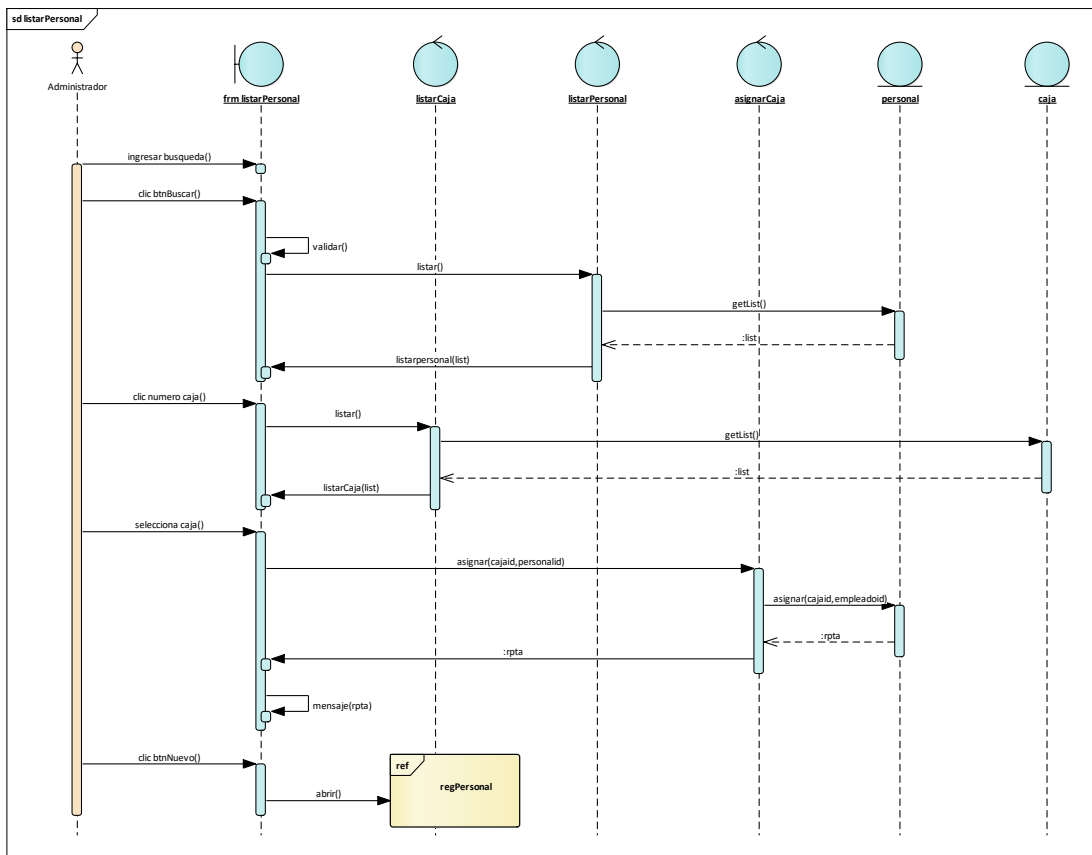 sd listarPersonal
Administrador
frm listarPersonal
listarCaja
listarPersonal
asignarCaja
personal
caja
ingresar busqueda()
clic btnBuscar()
validar()
listar()
getList()
:list
listarpersonal(list)
clic numero caja()
listar()
getList()
:list
listarCaja(list)
selecciona caja()
asignar(cajaid,personalid)
asignar(cajaid,empleadoid)
:rpta
:rpta
mensaje(rpta)
clic btnNuevo()
ref
regPersonal
abrir()